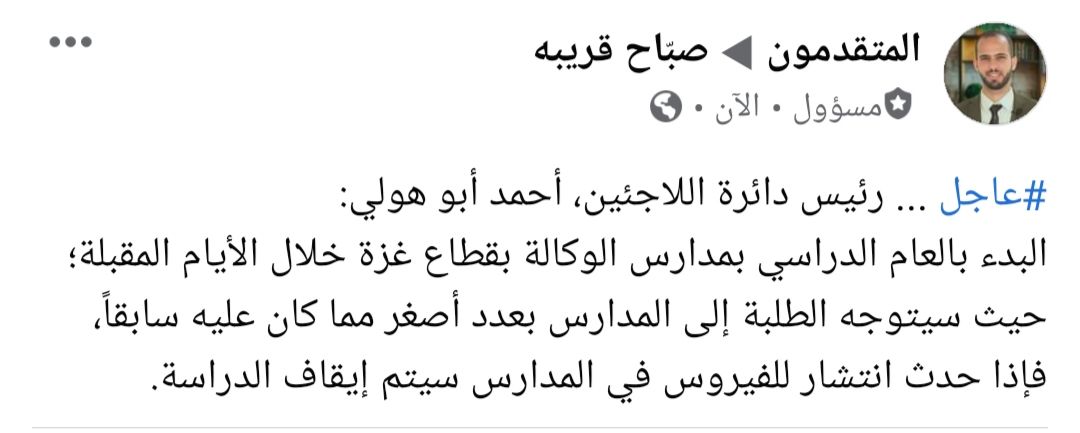 المتقدمون ◀ صبّاح قريبه
مسؤول • الآن •
#عاجل ... رئيس دائرة اللاجئين، أحمد أبو هولي:
البدء بالعام الدراسي بمدارس الوكالة بقطاع غزة خلال الأيام المقبلة؛
حيث سيتوجه الطلبة إلى المدارس بعدد أصغر مما كان عليه سابقاً،
فإذا حدث انتشار للفيروس في المدارس سيتم إيقاف الدراسة.